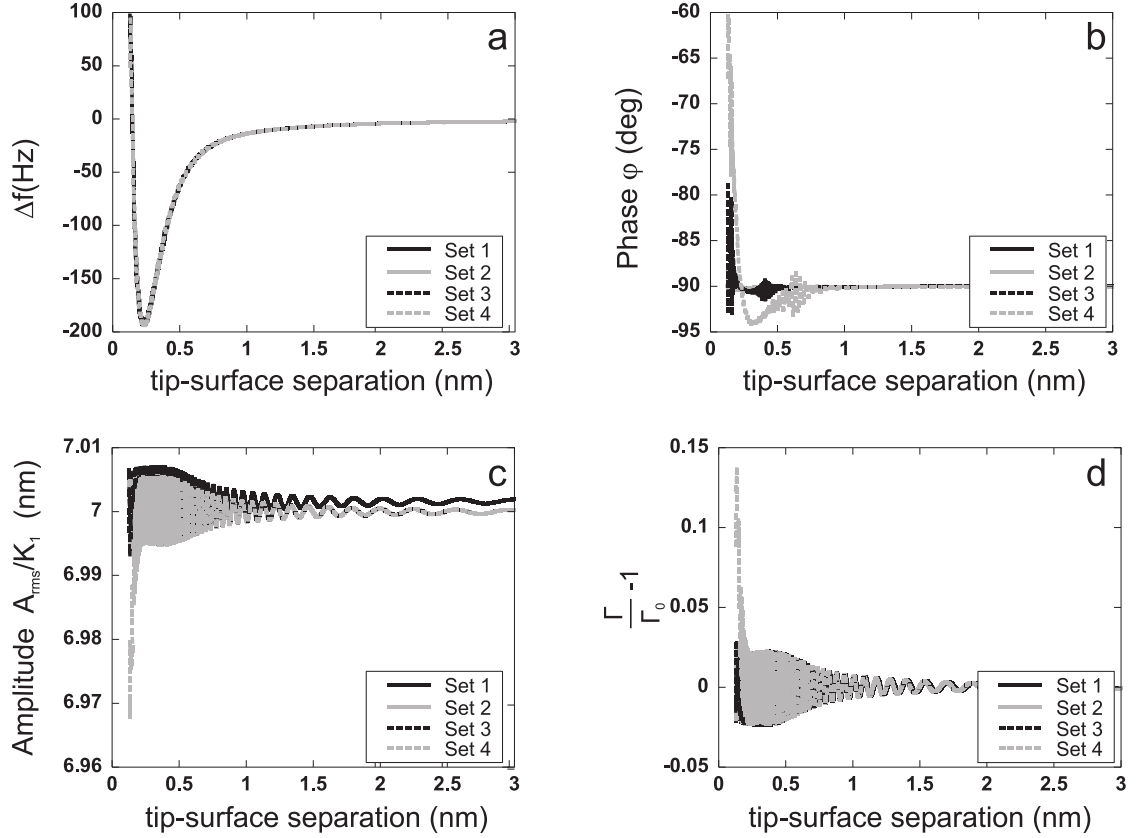 a
100
50
0
-50
-100
-150
-200
Δf(Hz)
Set 1
Set 2
Set 3
Set 4
0 0.5 1 1.5 2 2.5 3
tip-surface separation (nm)
b
-60
-65
-70
-75
-80
-85
-90
-95
Phase φ (deg)
Set 1
Set 2
Set 3
Set 4
0 0.5 1 1.5 2 2.5 3
tip-surface separation (nm)
c
7.01
7
6.99
6.98
6.97
6.96
Amplitude A_rms/K_1 (nm)
Set 1
Set 2
Set 3
Set 4
0 0.5 1 1.5 2 2.5 3
tip-surface separation (nm)
d
0.15
0.1
0.05
0
-0.05
Γ/Γ_0 -1
Set 1
Set 2
Set 3
Set 4
0 0.5 1 1.5 2 2.5 3
tip-surface separation (nm)